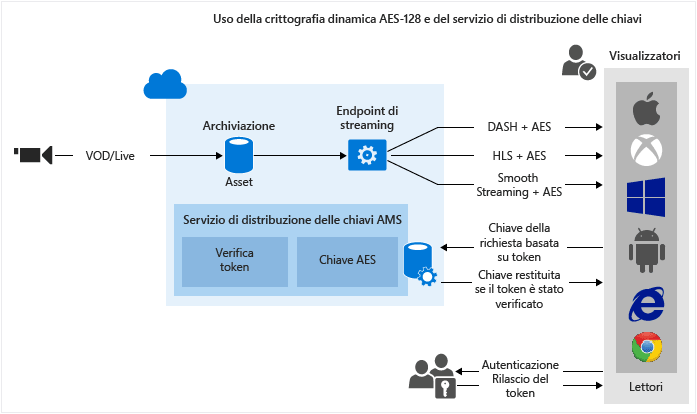 Uso della crittografia dinamica AES-128 e del servizio di distribuzione delle chiavi
Visualizzatori
Archiviazione
Endpoint di
streaming
VOD/Live
Asset
DASH + AES
HLS + AES
Smooth
Streaming + AES
Servizio di distribuzione delle chiavi AMS
Verifica
token
Chiave AES
Chiave della
richiesta basata
su token
Chiave restituita
se il token è stato
verificato
Autenticazione
Rilascio del
token
Lettori